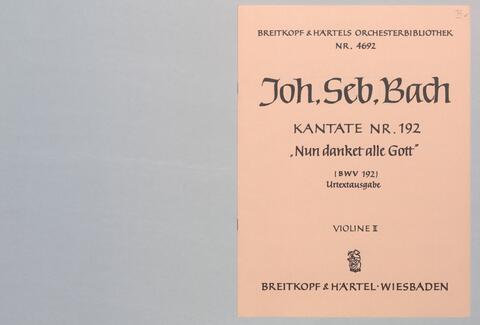 BREITKOPF & HÄRTELS ORCHESTERBIBLIOTHEK
NR. 4692
Joh. Seb. Bach
KANTATE NR. 192
„Nun danket alle Gott“
(BWV 192)
Urtextausgabe
VIOLINE II
BREITKOPF & HÄRTEL · WIESBADEN